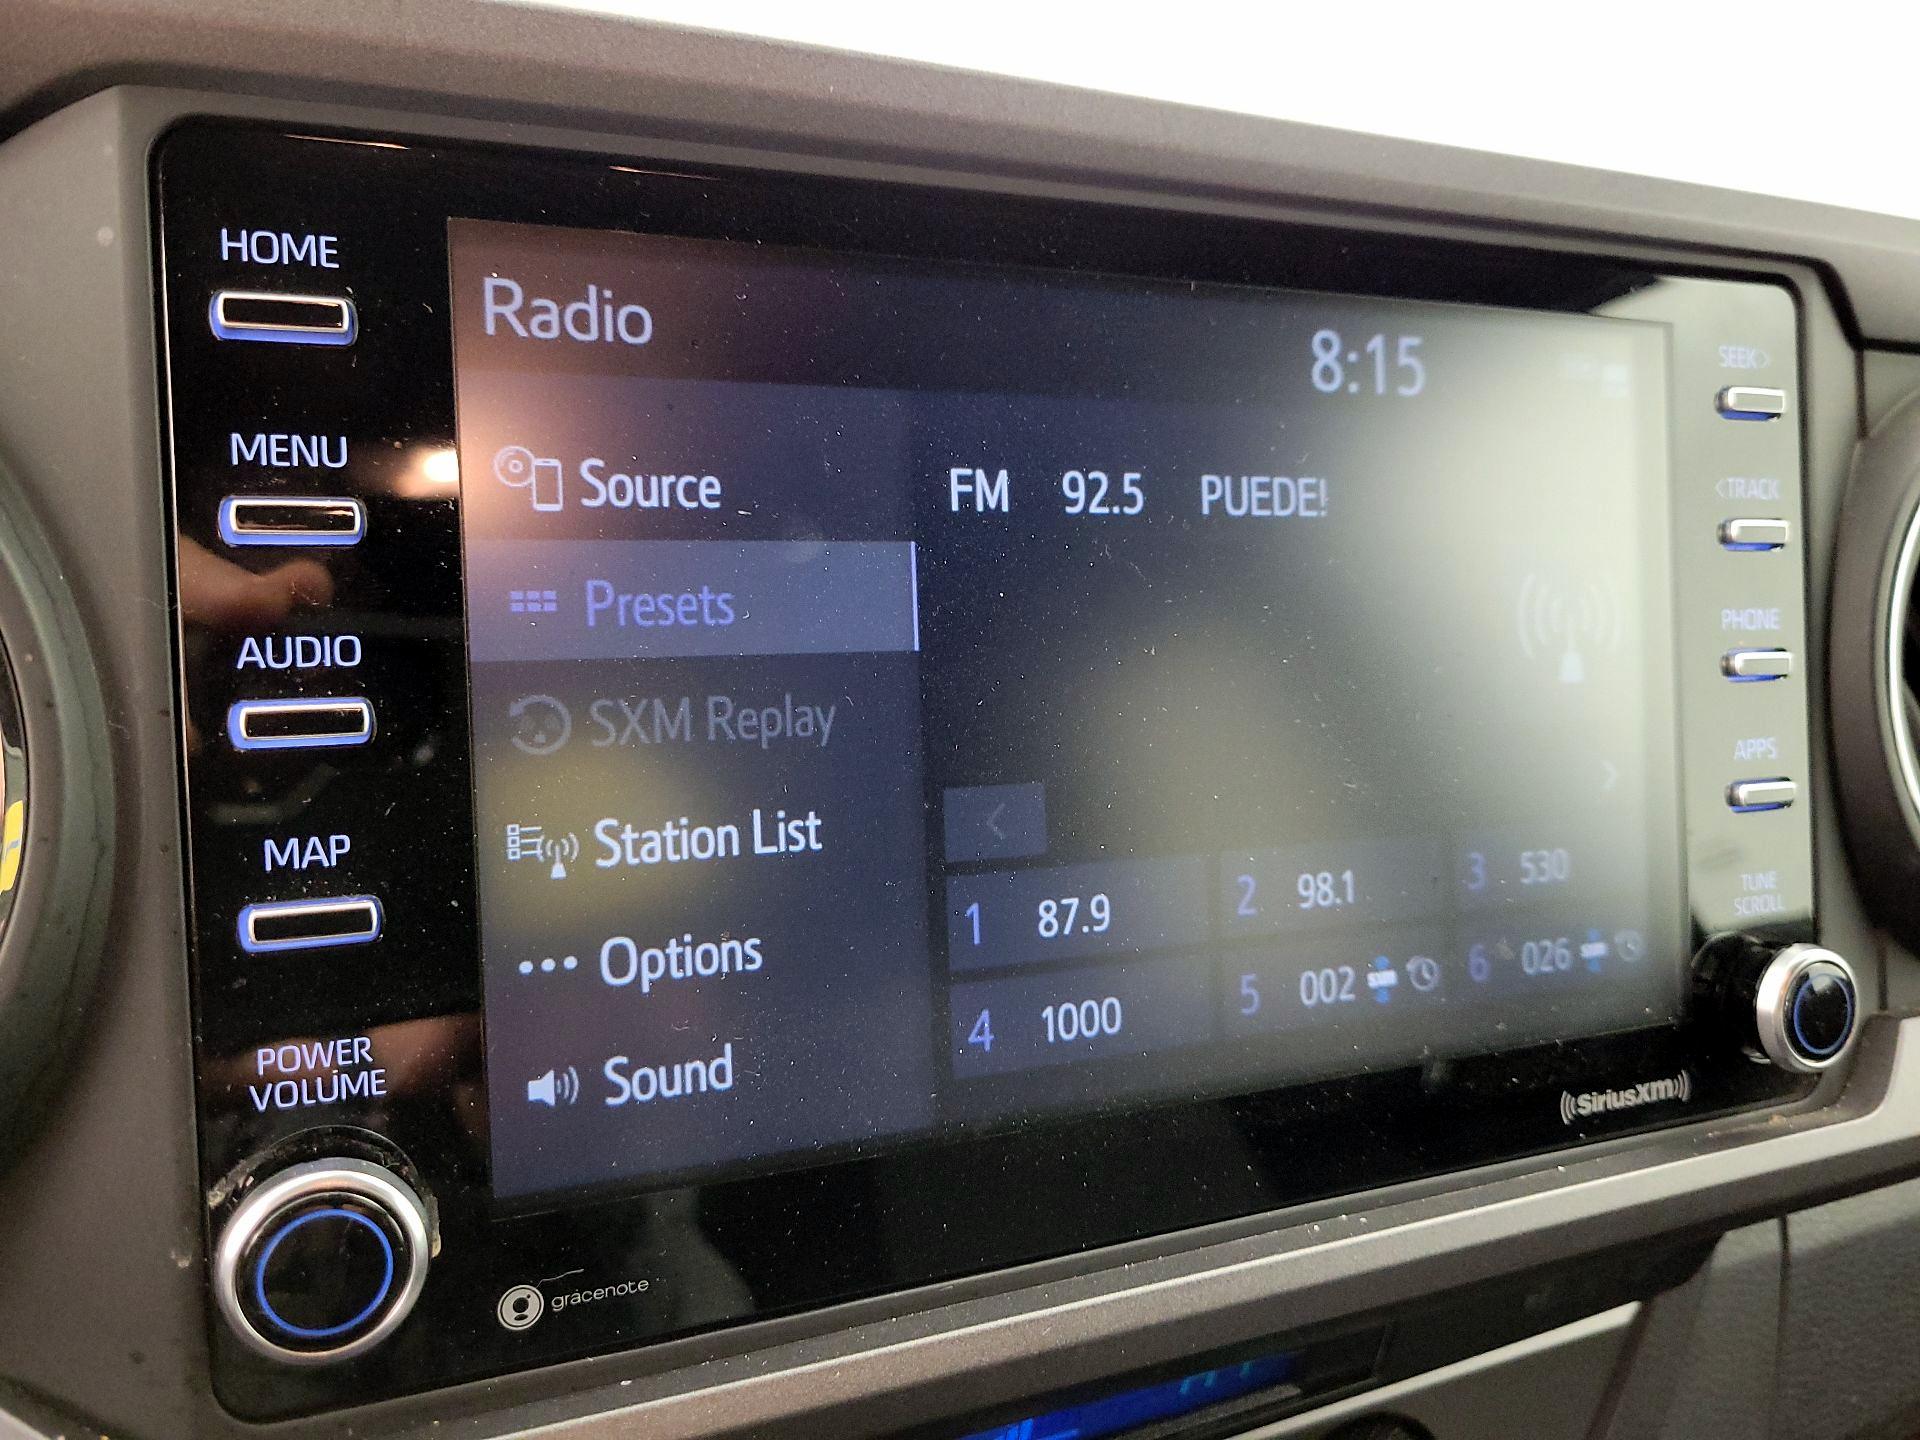 HOME
MENU
AUDIO
MAP
POWER
VOLUME
Radio
8:15
Source
Presets
SXM Replay
Station List
Options
Sound
FM 92.5 PUEDE!
<
>
1 87.9
2 98.1
3 530
4 1000
5 002 SXM
6 026 SXM
SEEK>
<TRACK
PHONE
APPS
TUNE
SCROLL
((SiriusXM))
gracenote